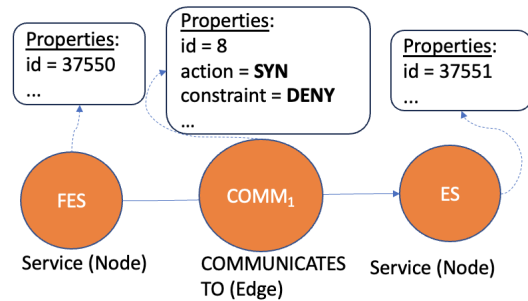 Properties:
id = 37550
...
Properties:
id = 8
action = SYN
constraint = DENY
...
Properties:
id = 37551
...
FES
COMM1
ES
Service (Node)
COMMUNICATES
TO (Edge)
Service (Node)